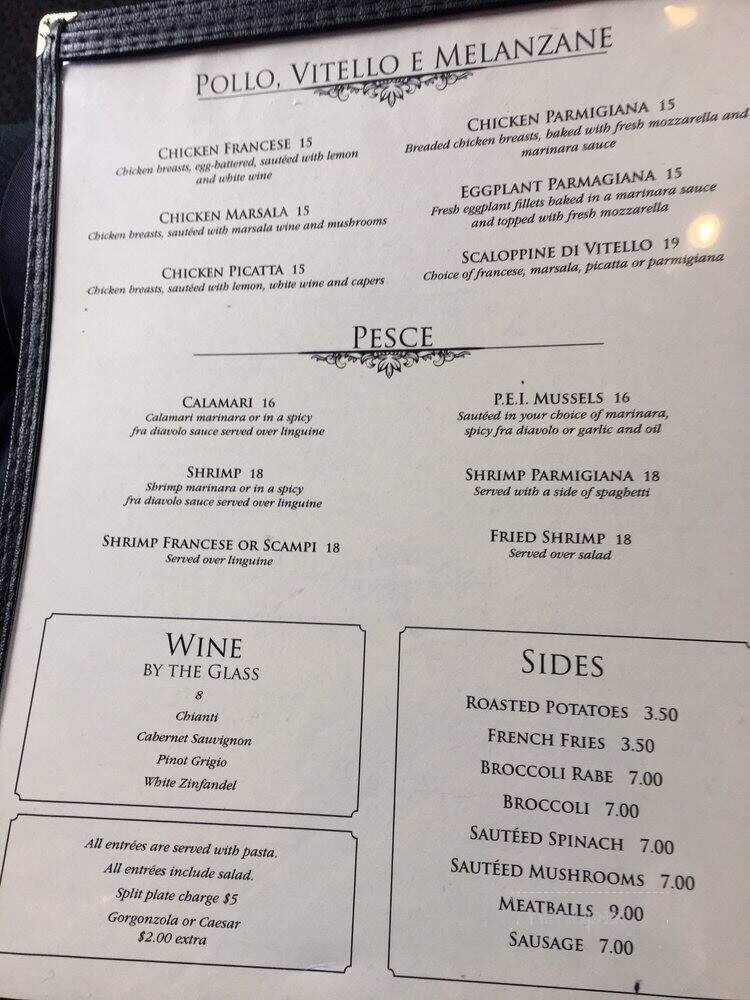 POLLO, VITELLO E MELANZANE
CHICKEN FRANCESE 15
Chicken breasts, egg-battered, sautéed with lemon
and white wine
CHICKEN MARSALA 15
Chicken breasts, sautéed with marsala wine and mushrooms
CHICKEN PICATTA 15
Chicken breasts, sautéed with lemon, white wine and capers
CHICKEN PARMIGIANA 15
Breaded chicken breasts, baked with fresh mozzarella and
marinara sauce
EGGPLANT PARMAGIANA 15
Fresh eggplant fillets baked in a marinara sauce
and topped with fresh mozzarella
SCALOPPINE DI VITELLO 19
Choice of francese, marsala, picatta or parmigiana
PESCE
CALAMARI 16
Calamari marinara or in a spicy
fra diavolo sauce served over linguine
SHRIMP 18
Shrimp marinara or in a spicy
fra diavolo sauce served over linguine
SHRIMP FRANCESE OR SCAMPI 18
Served over linguine
P.E.I. MUSSELS 16
Sautéed in your choice of marinara,
spicy fra diavolo or garlic and oil
SHRIMP PARMIGIANA 18
Served with a side of spaghetti
FRIED SHRIMP 18
Served over salad
WINE
BY THE GLASS
8
Chianti
Cabernet Sauvignon
Pinot Grigio
White Zinfandel
All entrées are served with pasta.
All entrées include salad.
Split plate charge $5
Gorgonzola or Caesar
$2.00 extra
SIDES
ROASTED POTATOES 3.50
FRENCH FRIES 3.50
BROCCOLI RABE 7.00
BROCCOLI 7.00
SAUTÉED SPINACH 7.00
SAUTÉED MUSHROOMS 7.00
MEATBALLS 9.00
SAUSAGE 7.00